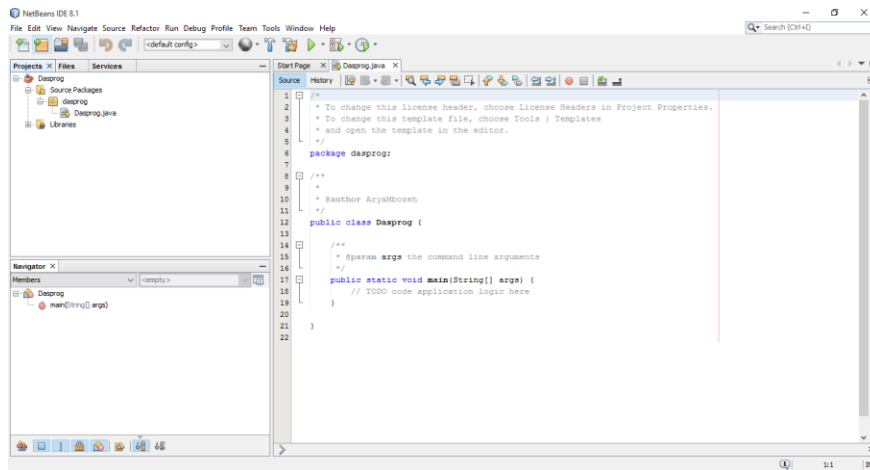 NetBeans IDE 8.1
File Edit View Navigate Source Refactor Run Debug Profile Team Tools Window Help
Search (Ctrl+I)
<default config>
Projects Files Services
Dasprog
Source Packages
dasprog
Dasprog.java
Libraries
Navigator
Members <empty>
Dasprog
main(String[] args)
Start Page Dasprog.java
Source History
1 /*
2 * To change this license header, choose License Headers in Project Properties.
3 * To change this template file, choose Tools | Templates
4 * and open the template in the editor.
5 */
6 package dasprog;
7
8 /**
9 *
10 * @author AryaMbozeh
11 */
12 public class Dasprog {
13
14 /**
15 * @param args the command line arguments
16 */
17 public static void main(String[] args) {
18 // TODO code application logic here
19 }
20
21 }
22
1:1